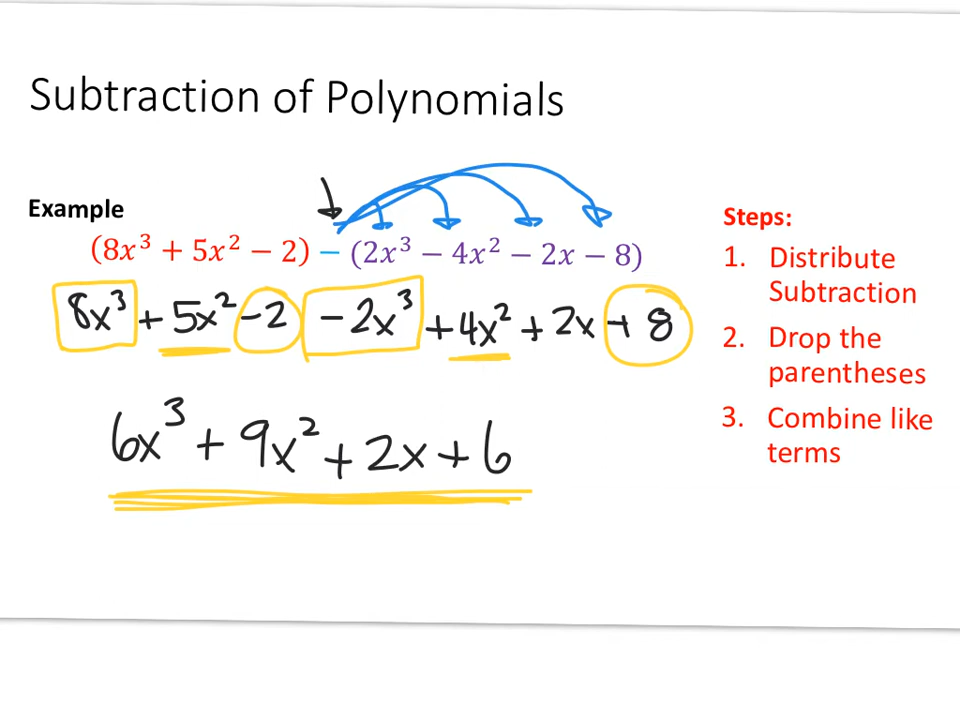 Subtraction of Polynomials
Example
(8x³ + 5x² − 2) − (2x³ − 4x² − 2x − 8)
8x³ + 5x² - 2 - 2x³ + 4x² + 2x + 8
6x³ + 9x² + 2x + 6
Steps:
1. Distribute
Subtraction
2. Drop the
parentheses
3. Combine like
terms